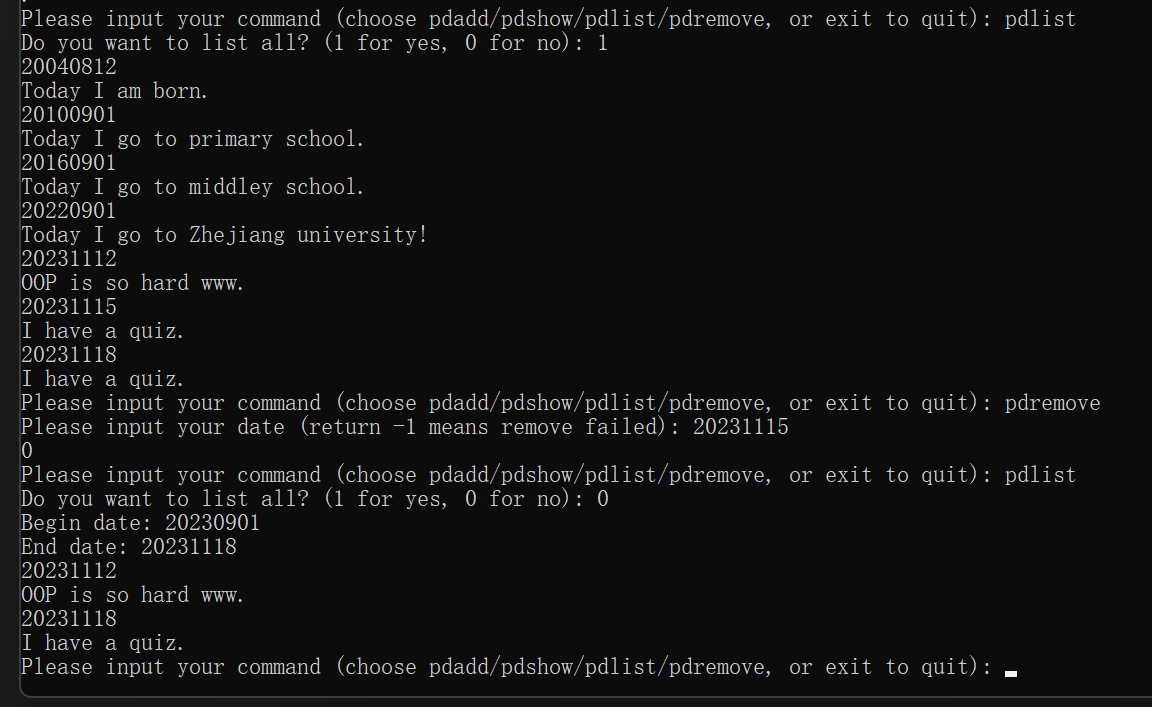 Please input your command (choose pdadd/pdshow/pdlist/pdremove, or exit to quit): pdlist
Do you want to list all? (1 for yes, 0 for no): 1
20040812
Today I am born.
20100901
Today I go to primary school.
20160901
Today I go to middley school.
20220901
Today I go to Zhejiang university!
20231112
OOP is so hard www.
20231115
I have a quiz.
20231118
I have a quiz.
Please input your command (choose pdadd/pdshow/pdlist/pdremove, or exit to quit): pdremove
Please input your date (return -1 means remove failed): 20231115
0
Please input your command (choose pdadd/pdshow/pdlist/pdremove, or exit to quit): pdlist
Do you want to list all? (1 for yes, 0 for no): 0
Begin date: 20230901
End date: 20231118
20231112
OOP is so hard www.
20231118
I have a quiz.
Please input your command (choose pdadd/pdshow/pdlist/pdremove, or exit to quit):